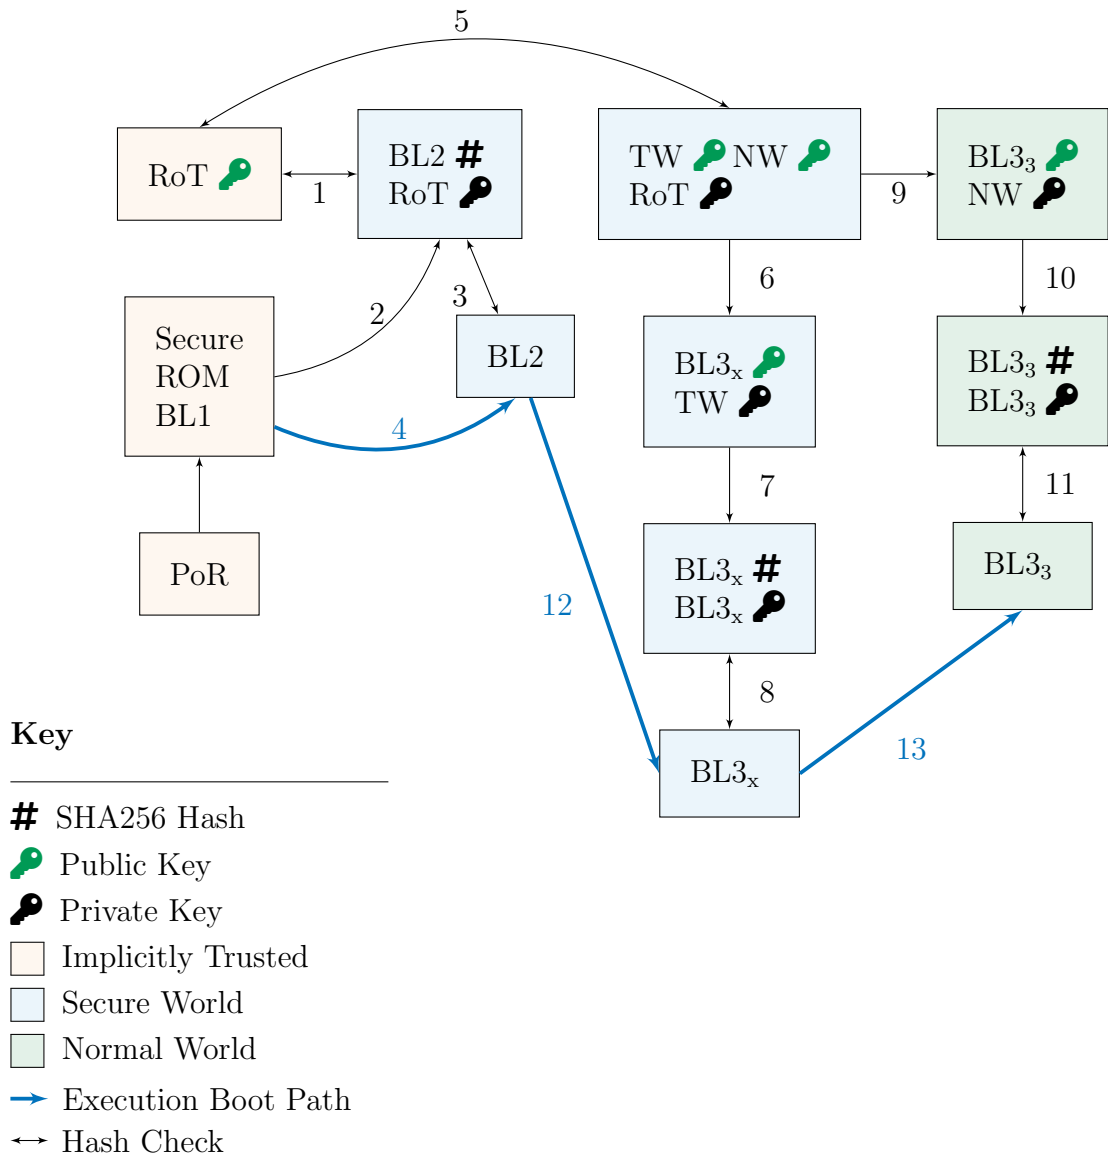 5
RoT
1
BL2 #
RoT
TW NW
RoT
9
BL3₃
NW
2
3
6
10
Secure
ROM
BL1
BL2
4
BL3ₓ
TW
BL3₃ #
BL3₃
7
11
PoR
12
BL3ₓ #
BL3ₓ
BL3₃
8
13
BL3ₓ
Key
# SHA256 Hash
Public Key
Private Key
Implicitly Trusted
Secure World
Normal World
Execution Boot Path
Hash Check